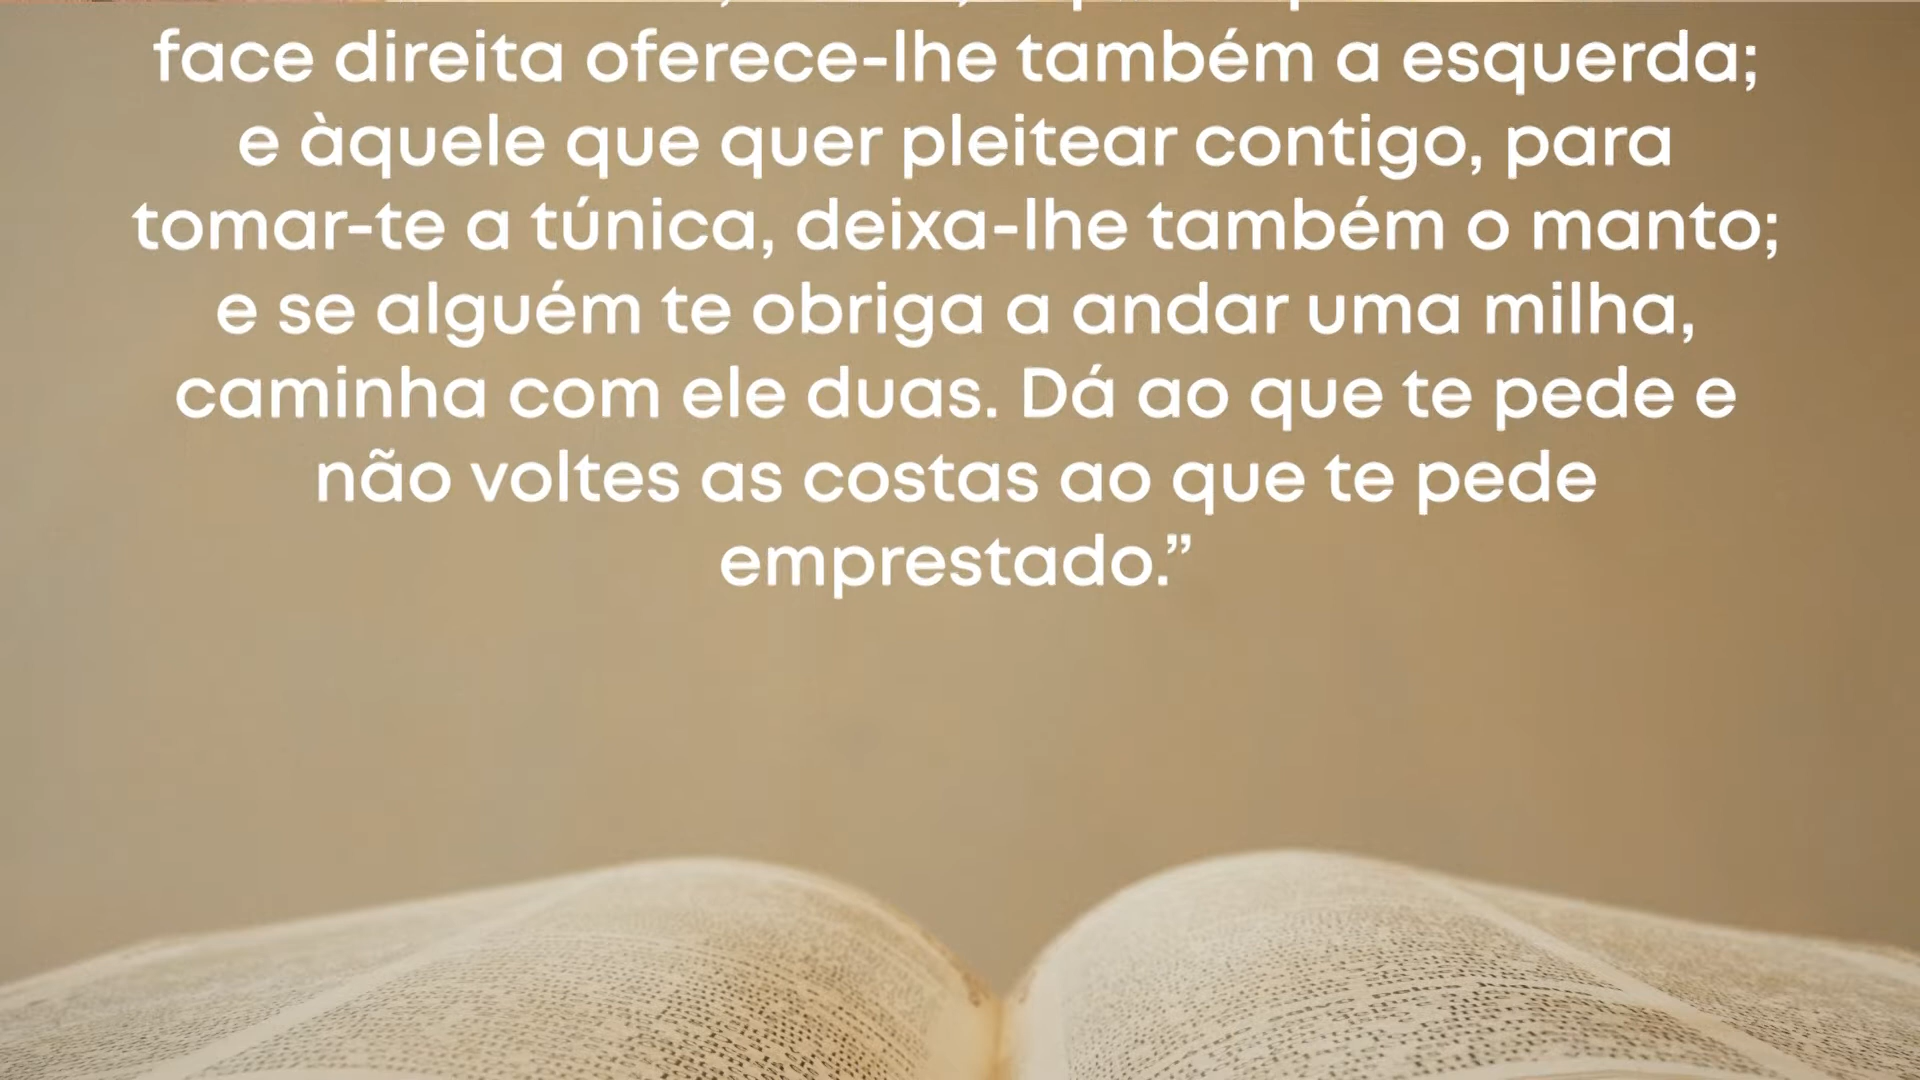 face direita oferece-lhe também a esquerda;
e àquele que quer pleitear contigo, para
tomar-te a túnica, deixa-lhe também o manto;
e se alguém te obriga a andar uma milha,
caminha com ele duas. Dá ao que te pede e
não voltes as costas ao que te pede
emprestado.”